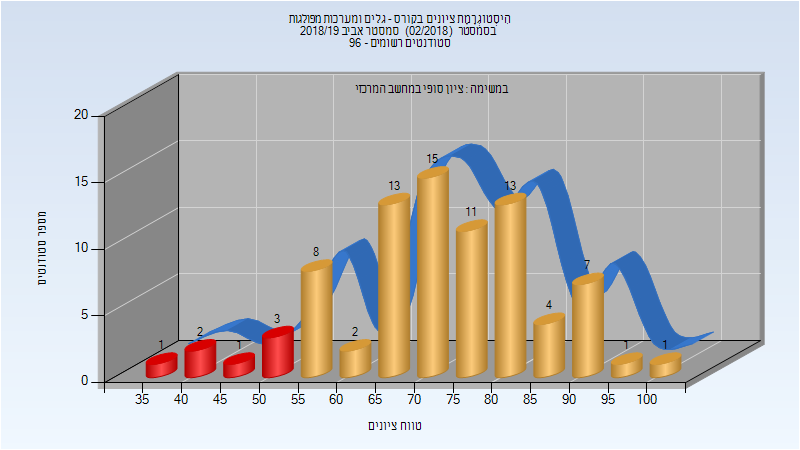 היסטוגרמת ציונים בקורס - גלים ומערכות מפולגות
בסמסטר (02/2018) סמסטר אביב 2018/19
סטודנטים רשומים - 96
במשימה : ציון סופי במחשב המרכזי
מספר סטודנטים
20
15
10
5
0
1
2
1
3
8
2
13
15
11
13
4
7
1
1
35 40 45 50 55 60 65 70 75 80 85 90 95 100
טווח ציונים